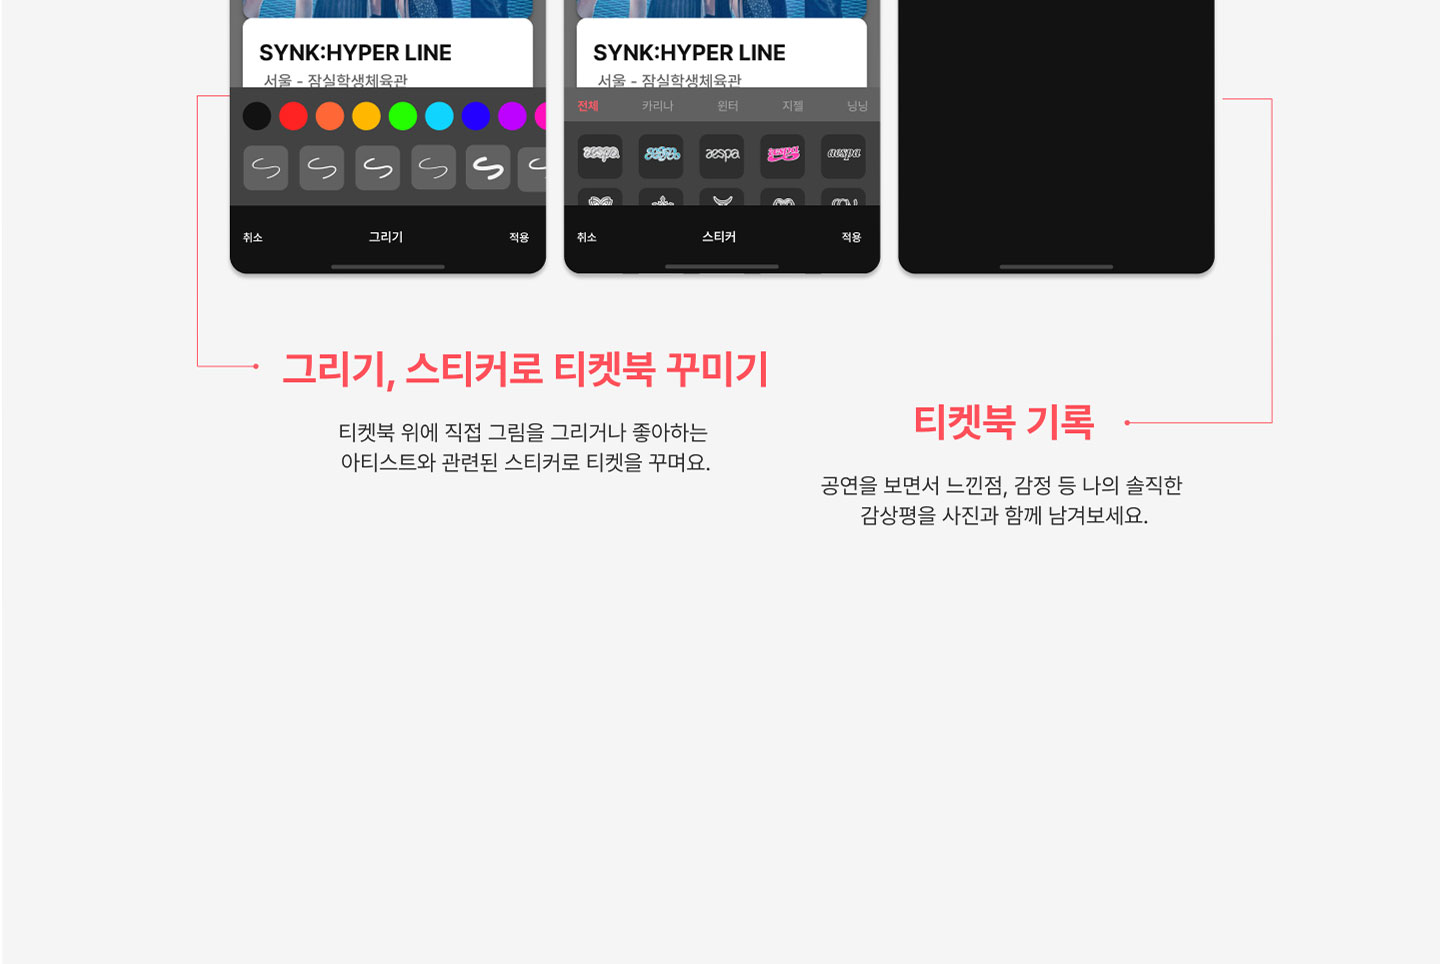 SYNK:HYPER LINE
서울 - 잠실학생체육관
취소 그리기 적용
SYNK:HYPER LINE
서울 - 잠실학생체육관
전체 카리나 윈터 지젤 닝닝
aespa aespa aespa aespa aespa
취소 스티커 적용
그리기, 스티커로 티켓북 꾸미기
티켓북 위에 직접 그림을 그리거나 좋아하는
아티스트와 관련된 스티커로 티켓을 꾸며요.
티켓북 기록
공연을 보면서 느낀점, 감정 등 나의 솔직한
감상평을 사진과 함께 남겨보세요.